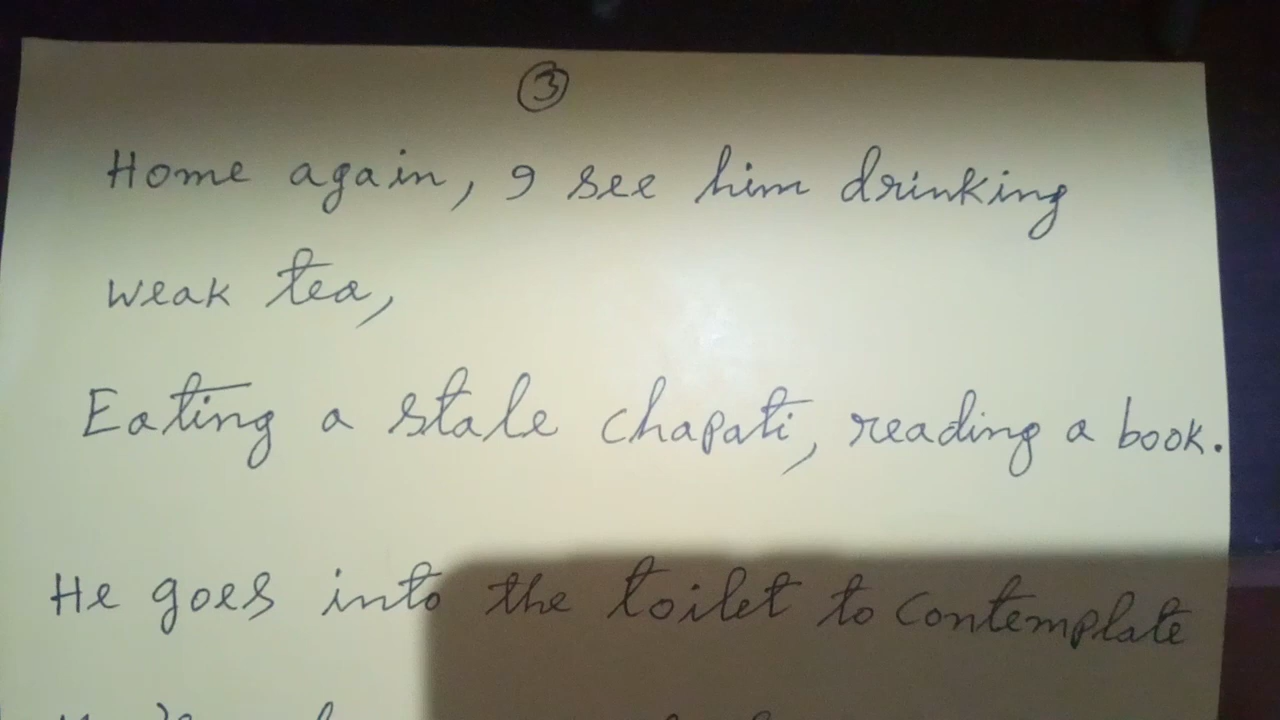 3
Home again, I see him drinking
weak tea,
Eating a stale chapati, reading a book.
He goes into the toilet to contemplate